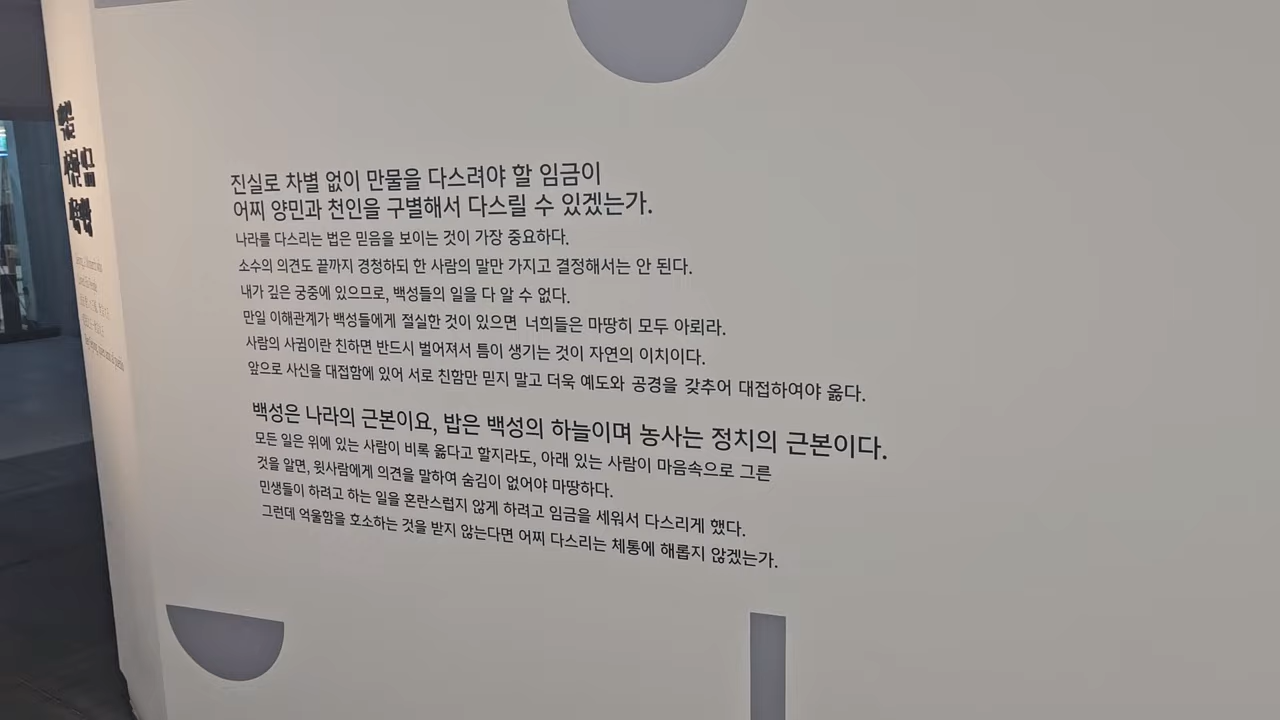 진실로 차별 없이 만물을 다스려야 할 임금이
어찌 양민과 천인을 구별해서 다스릴 수 있겠는가.
나라를 다스리는 법은 믿음을 보이는 것이 가장 중요하다.
소수의 의견도 끝까지 경청하되 한 사람의 말만 가지고 결정해서는 안 된다.
내가 깊은 궁중에 있으므로, 백성들의 일을 다 알 수 없다.
만일 이해관계가 백성들에게 절실한 것이 있으면 너희들은 마땅히 모두 아뢰라.
사람의 사귐이란 친하면 반드시 벌어져서 틈이 생기는 것이 자연의 이치이다.
앞으로 사신을 대접함에 있어 서로 친함만 믿지 말고 더욱 예도와 공경을 갖추어 대접하여야 옳다.
백성은 나라의 근본이요, 밥은 백성의 하늘이며 농사는 정치의 근본이다.
모든 일은 위에 있는 사람이 비록 옳다고 할지라도, 아래 있는 사람이 마음속으로 그른
것을 알면, 윗사람에게 의견을 말하여 숨김이 없어야 마땅하다.
민생들이 하려고 하는 일을 혼란스럽지 않게 하려고 임금을 세워서 다스리게 했다.
그런데 억울함을 호소하는 것을 받지 않는다면 어찌 다스리는 체통에 해롭지 않겠는가.